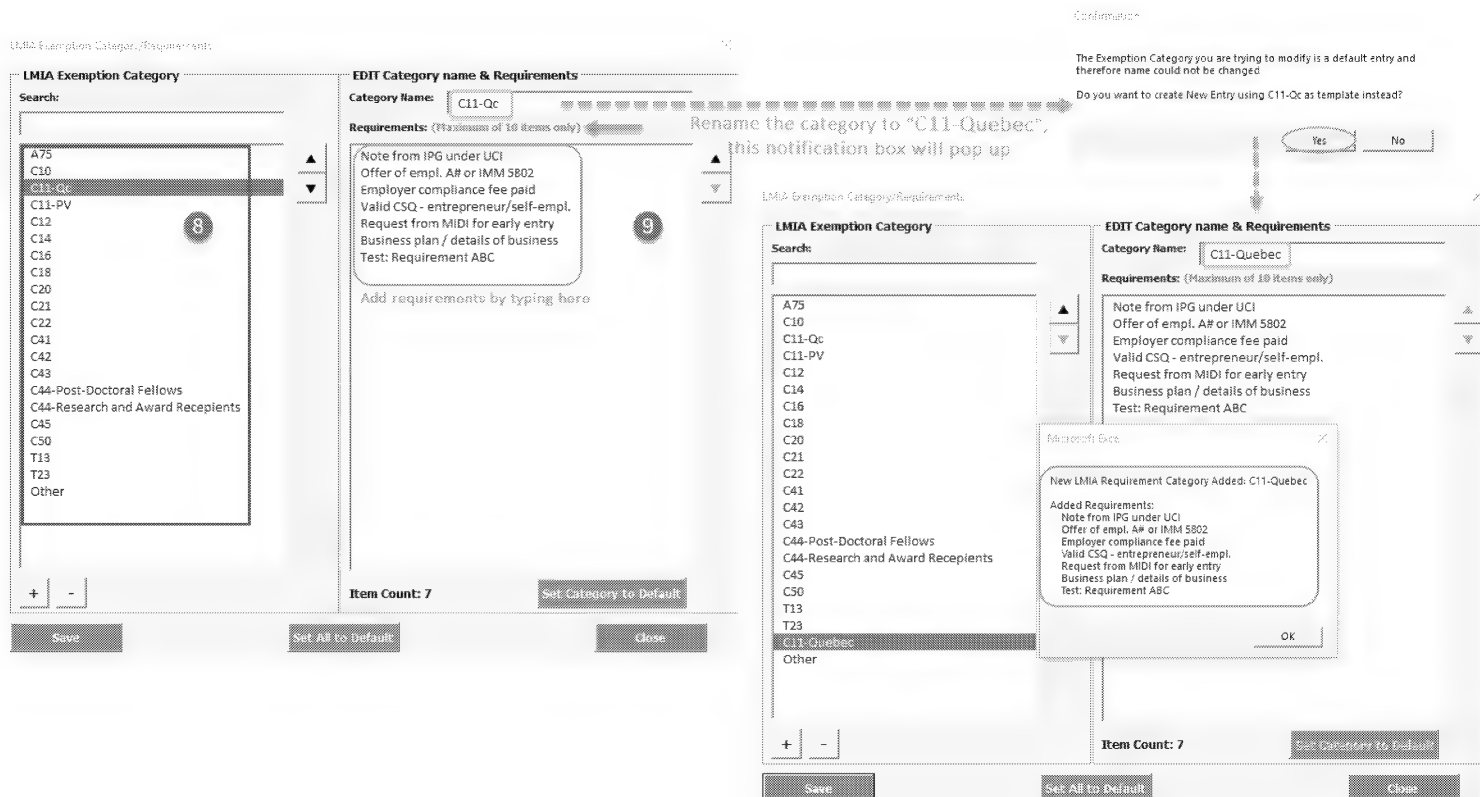 LMIA Exemption Category/Requirements
LMIA Exemption Category
Search:
A75
C10
C11-Qc
C11-PV
C12
C14
C16
C18
C20
C21
C22
C41
C42
C43
C44-Post-Doctoral Fellows
C44-Research and Award Recepients
C45
C50
T13
T23
Other
8
+ -
EDIT Category name & Requirements
Category Name: C11-Qc
Requirements: (Maximum of 10 items only)
Note from IPG under UCI
Offer of empl. A# or IMM 5802
Employer compliance fee paid
Valid CSQ - entrepreneur/self-empl.
Request from MIDI for early entry
Business plan / details of business
Test: Requirement ABC
9
Add requirements by typing here
Item Count: 7
Set Category to Default
Save
Set All to Default
Close
Rename the category to "C11-Quebec",
this notification box will pop up
Confirmation
The Exemption Category you are trying to modify is a default entry and
therefore name could not be changed
Do you want to create New Entry using C11-Qc as template instead?
Yes
No
LMIA Exemption Category/Requirements
LMIA Exemption Category
Search:
A75
C10
C11-Qc
C11-PV
C12
C14
C16
C18
C20
C21
C22
C41
C42
C43
C44-Post-Doctoral Fellows
C44-Research and Award Recepients
C45
C50
T13
T23
C11-Quebec
Other
+ -
EDIT Category name & Requirements
Category Name: C11-Quebec
Requirements: (Maximum of 10 items only)
Note from IPG under UCI
Offer of empl. A# or IMM 5802
Employer compliance fee paid
Valid CSQ - entrepreneur/self-empl.
Request from MIDI for early entry
Business plan / details of business
Test: Requirement ABC
Microsoft Excel
New LMIA Requirement Category Added: C11-Quebec
Added Requirements:
Note from IPG under UCI
Offer of empl. A# or IMM 5802
Employer compliance fee paid
Valid CSQ - entrepreneur/self-empl.
Request from MIDI for early entry
Business plan / details of business
Test: Requirement ABC
OK
Item Count: 7
Set Category to Default
Save
Set All to Default
Close